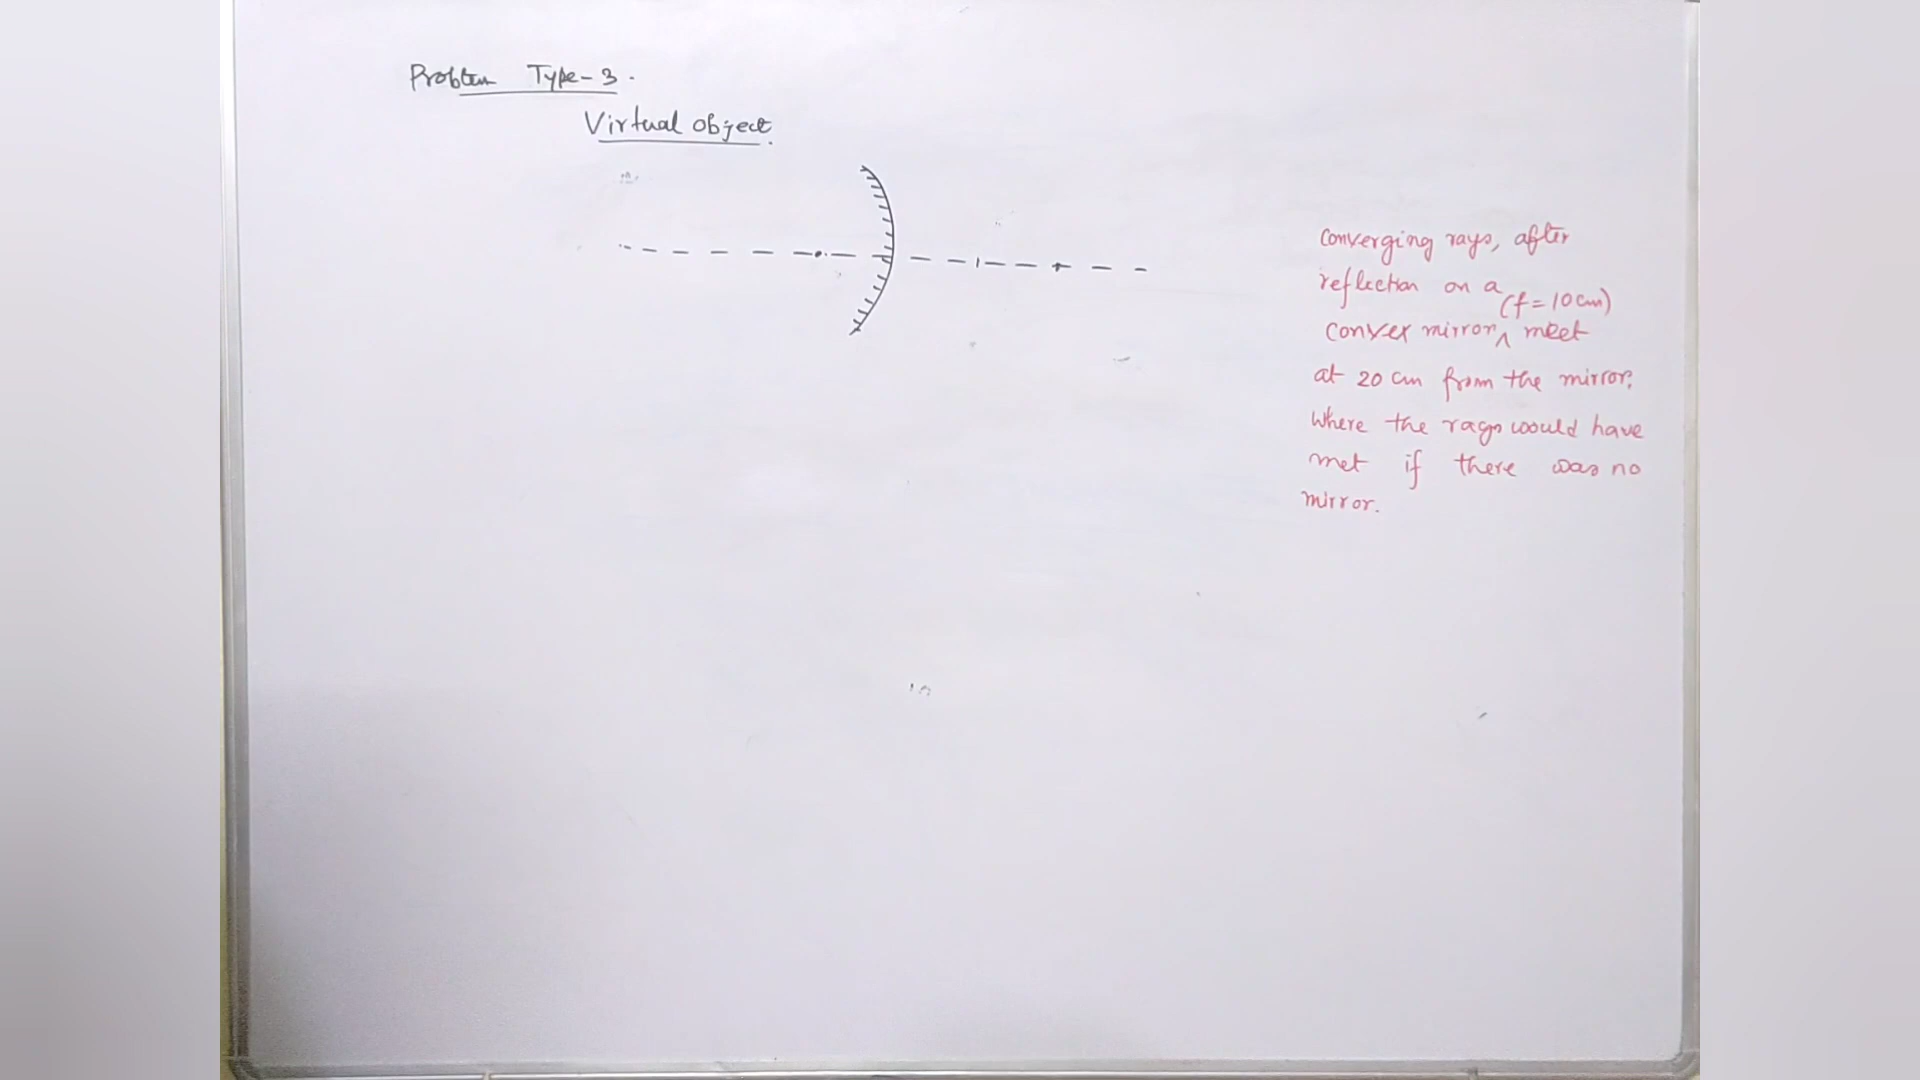 Problem Type-3.
Virtual object.
Converging rays, after
reflection on a
(f=10cm)
Convex mirror ^ meet
at 20 cm from the mirror.
Where the rays would have
met if there was no
mirror.